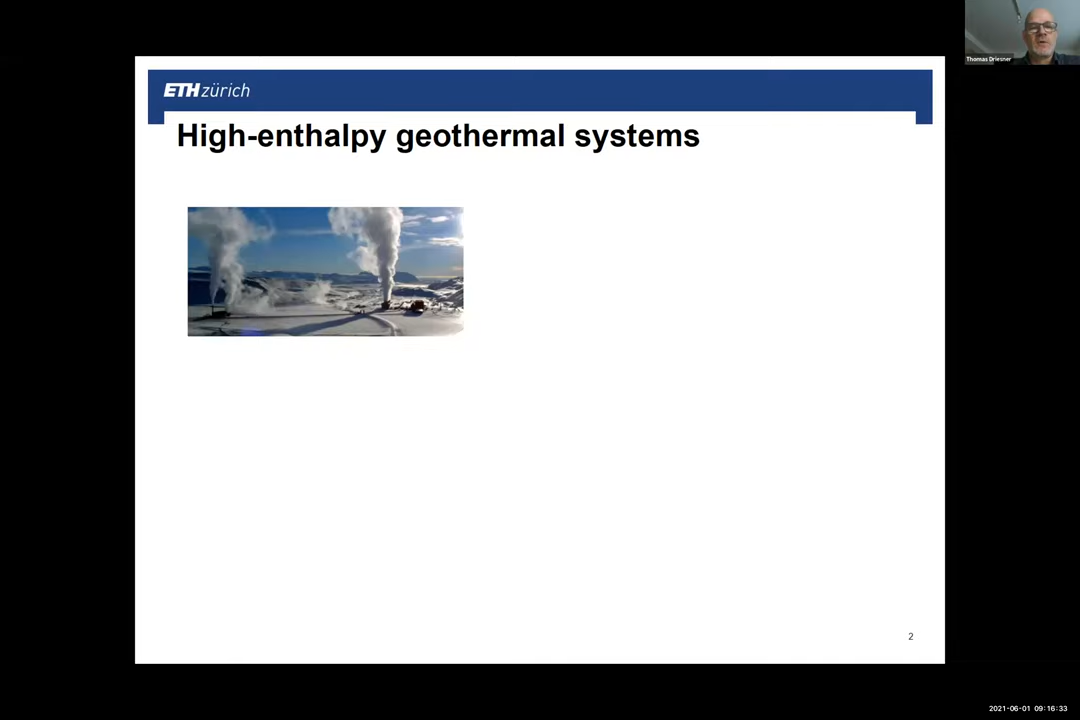 Thomas Driesner
ETH zürich
High-enthalpy geothermal systems
2
2021-06-01 09:16:33